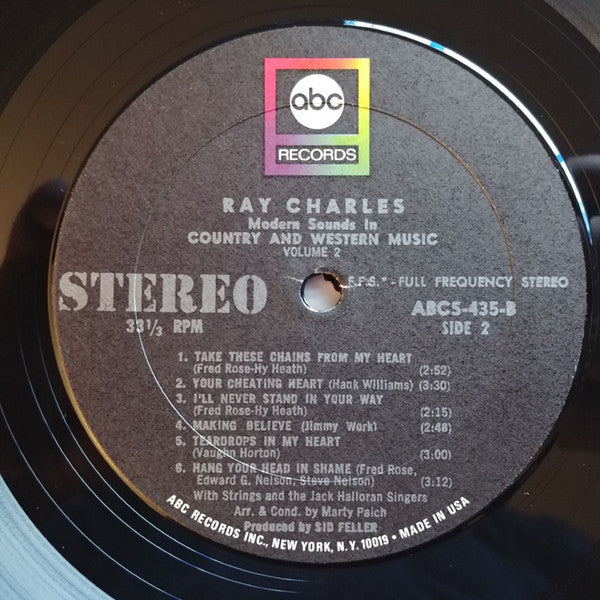 abc
RECORDS
RAY CHARLES
Modern Sounds In
COUNTRY AND WESTERN MUSIC
VOLUME 2
STEREO
33 1/3 RPM
F.F.S.* - FULL FREQUENCY STEREO
ABCS-435-B
SIDE 2
1. TAKE THESE CHAINS FROM MY HEART
(Fred Rose-Hy Heath) (2:52)
2. YOUR CHEATING HEART (Hank Williams) (3:30)
3. I'LL NEVER STAND IN YOUR WAY
(Fred Rose-Hy Heath) (2:15)
4. MAKING BELIEVE (Jimmy Work) (2:48)
5. TEARDROPS IN MY HEART
(Vaughn Horton) (3:00)
6. HANG YOUR HEAD IN SHAME (Fred Rose,
Edward G. Nelson, Steve Nelson) (3:12)
With Strings and the Jack Halloran Singers
Arr. & Cond. by Marty Paich
Produced by SID FELLER
ABC RECORDS INC., NEW YORK, N.Y. 10019 • MADE IN USA